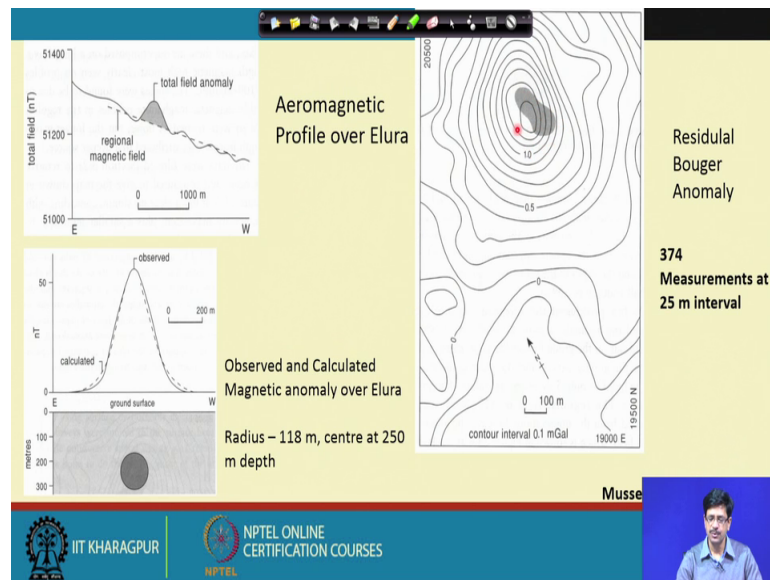 51400
total field (nT)
total field anomaly
51200
regional
magnetic field
0 1000 m
51000
E W
Aeromagnetic
Profile over Elura
observed
50
nT
0 200 m
calculated
0
E ground surface W
0
100
200
300
metres
Observed and Calculated
Magnetic anomaly over Elura
Radius – 118 m, centre at 250
m depth
20500
1.0
0.5
0
0
N
0 100 m
contour interval 0.1 mGal
19000 E
19500 N
Residulal
Bouger
Anomaly
374
Measurements at
25 m interval
Musse
IIT KHARAGPUR
NPTEL
NPTEL ONLINE
CERTIFICATION COURSES